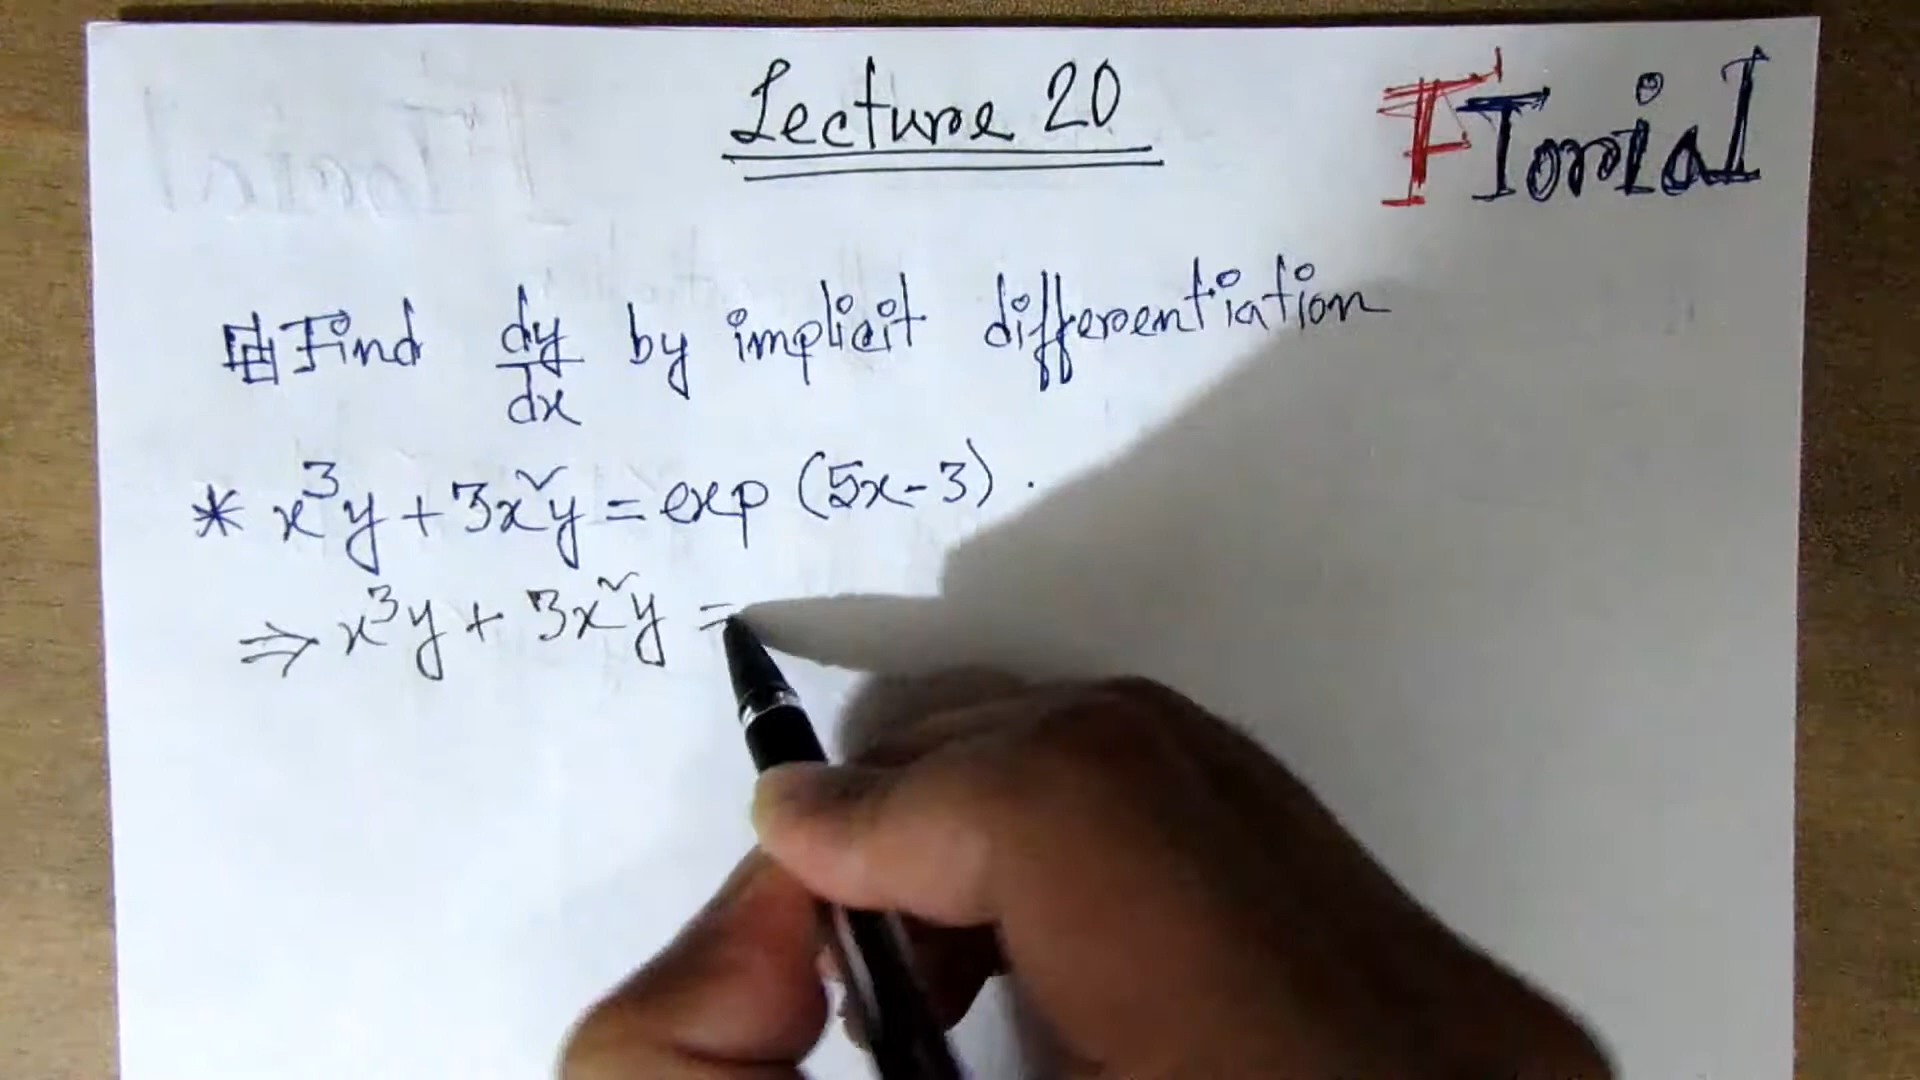 Lecture 20
FTorial
Find dy/dx by implicit differentiation
* x³y + 3x²y = exp (5x-3).
⇒ x³y + 3x²y =